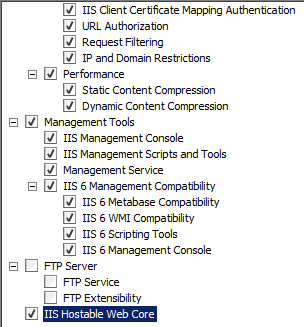 IIS Client Certificate Mapping Authentication
URL Authorization
Request Filtering
IP and Domain Restrictions
Performance
Static Content Compression
Dynamic Content Compression
Management Tools
IIS Management Console
IIS Management Scripts and Tools
Management Service
IIS 6 Management Compatibility
IIS 6 Metabase Compatibility
IIS 6 WMI Compatibility
IIS 6 Scripting Tools
IIS 6 Management Console
FTP Server
FTP Service
FTP Extensibility
IIS Hostable Web Core